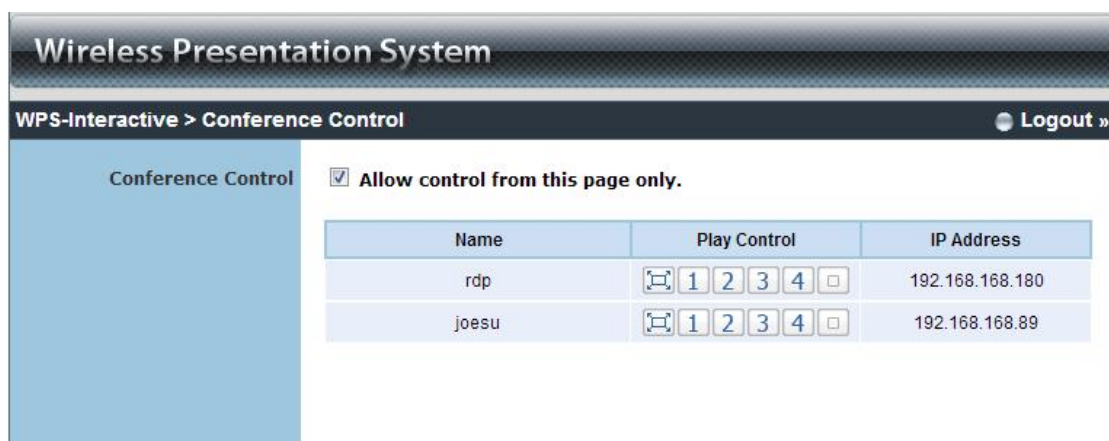 Wireless Presentation System
WPS-Interactive > Conference Control
Logout »
Conference Control
Allow control from this page only.
Name Play Control IP Address
rdp 1 2 3 4 192.168.168.180
joesu 1 2 3 4 192.168.168.89